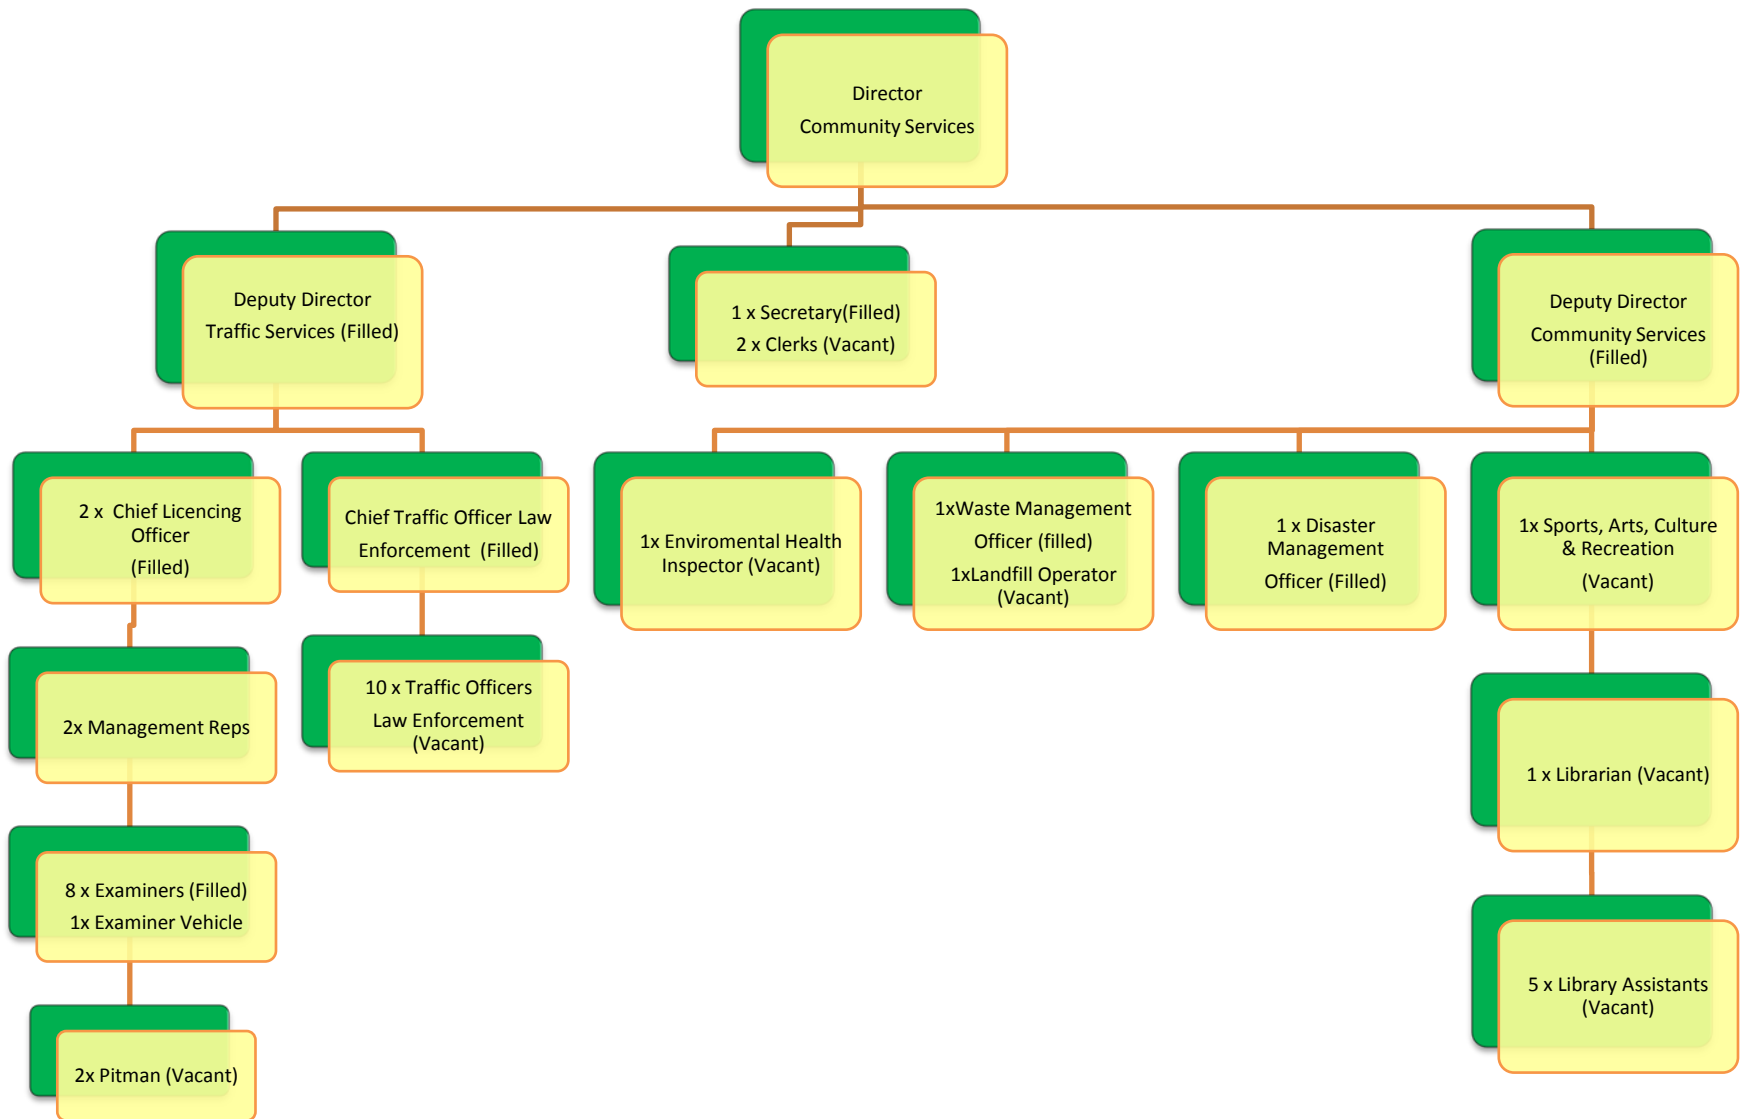 Director
Community Services
Deputy Director
Traffic Services (Filled)
1 x Secretary(Filled)
2 x Clerks (Vacant)
Deputy Director
Community Services
(Filled)
2 x Chief Licencing
Officer
(Filled)
Chief Traffic Officer Law
Enforcement (Filled)
1x Enviromental Health
Inspector (Vacant)
1xWaste Management
Officer (filled)
1xLandfill Operator
(Vacant)
1 x Disaster
Management
Officer (Filled)
1x Sports, Arts, Culture
& Recreation
(Vacant)
2x Management Reps
10 x Traffic Officers
Law Enforcement
(Vacant)
1 x Librarian (Vacant)
8 x Examiners (Filled)
1x Examiner Vehicle
5 x Library Assistants
(Vacant)
2x Pitman (Vacant)